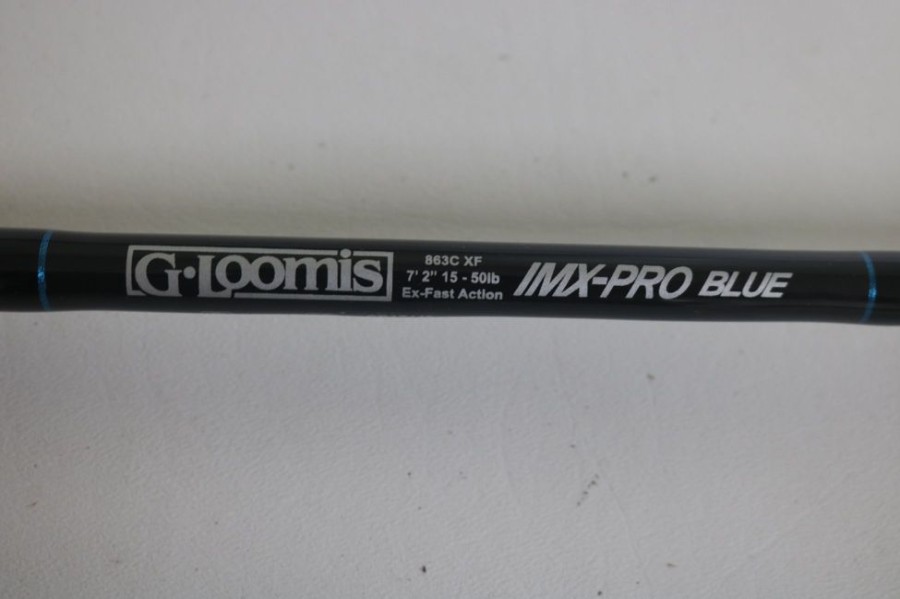 G·Loomis
863C XF
7' 2" 15 - 50lb
Ex-Fast Action
IMX-PRO BLUE